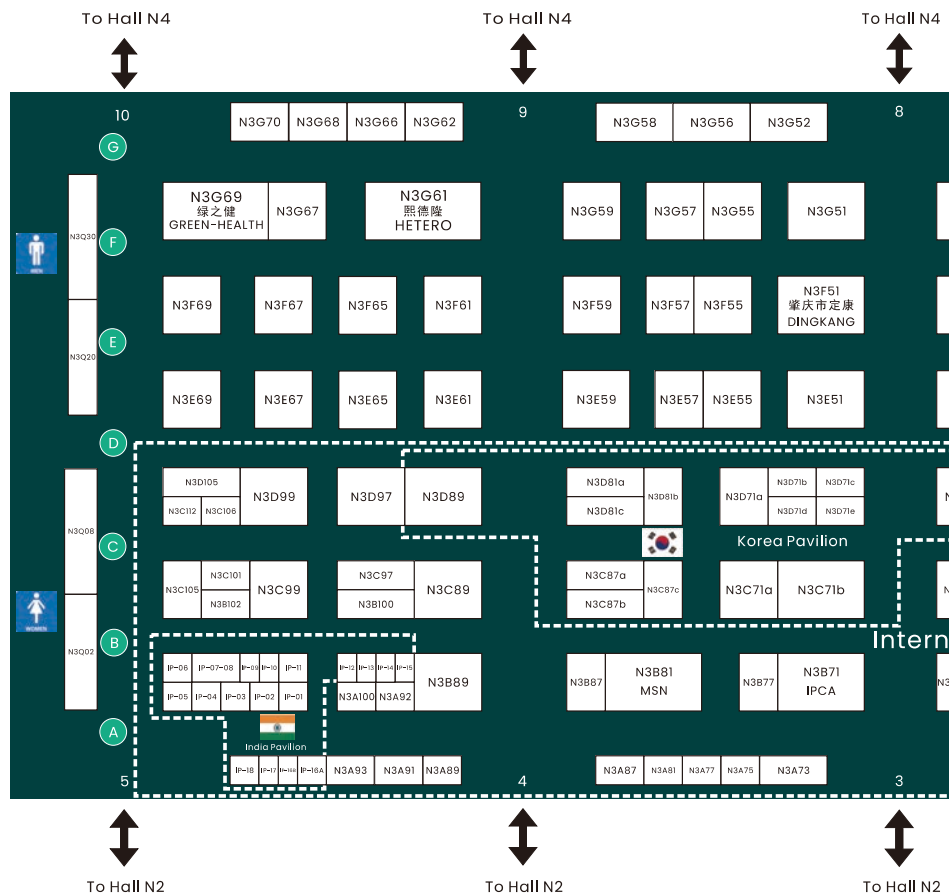 To Hall N4
To Hall N4
To Hall N4
10
9
8
N3G70
N3G68
N3G66
N3G62
N3G58
N3G56
N3G52
G
N3G69
绿之健
GREEN-HEALTH
N3G67
N3G61
熙德隆
HETERO
N3G59
N3G57
N3G55
N3G51
N3Q30
F
MEN
N3F69
N3F67
N3F65
N3F61
N3F59
N3F57
N3F55
N3F51
肇庆市定康
DINGKANG
N3Q20
E
N3E69
N3E67
N3E65
N3E61
N3E59
N3E57
N3E55
N3E51
D
N3D105
N3C112
N3C106
N3D99
N3D97
N3D89
N3D81a
N3D81c
N3D81b
N3D71a
N3D71b
N3D71c
N3D71d
N3D71e
N3Q08
C
Korea Pavilion
N3C105
N3C101
N3B102
N3C99
N3C97
N3B100
N3C89
N3C87a
N3C87b
N3C87c
N3C71a
N3C71b
WOMEN
N3Q02
B
Intern
IP-06
IP-07-08
IP-09
IP-10
IP-11
IP-05
IP-04
IP-03
IP-02
IP-01
IP-12
IP-13
IP-14
IP-15
N3A100
N3A92
N3B89
N3B87
N3B81
MSN
N3B77
N3B71
IPCA
A
India Pavilion
IP-18
IP-17
IP-16B
IP-16A
N3A93
N3A91
N3A89
N3A87
N3A81
N3A77
N3A75
N3A73
5
4
3
To Hall N2
To Hall N2
To Hall N2